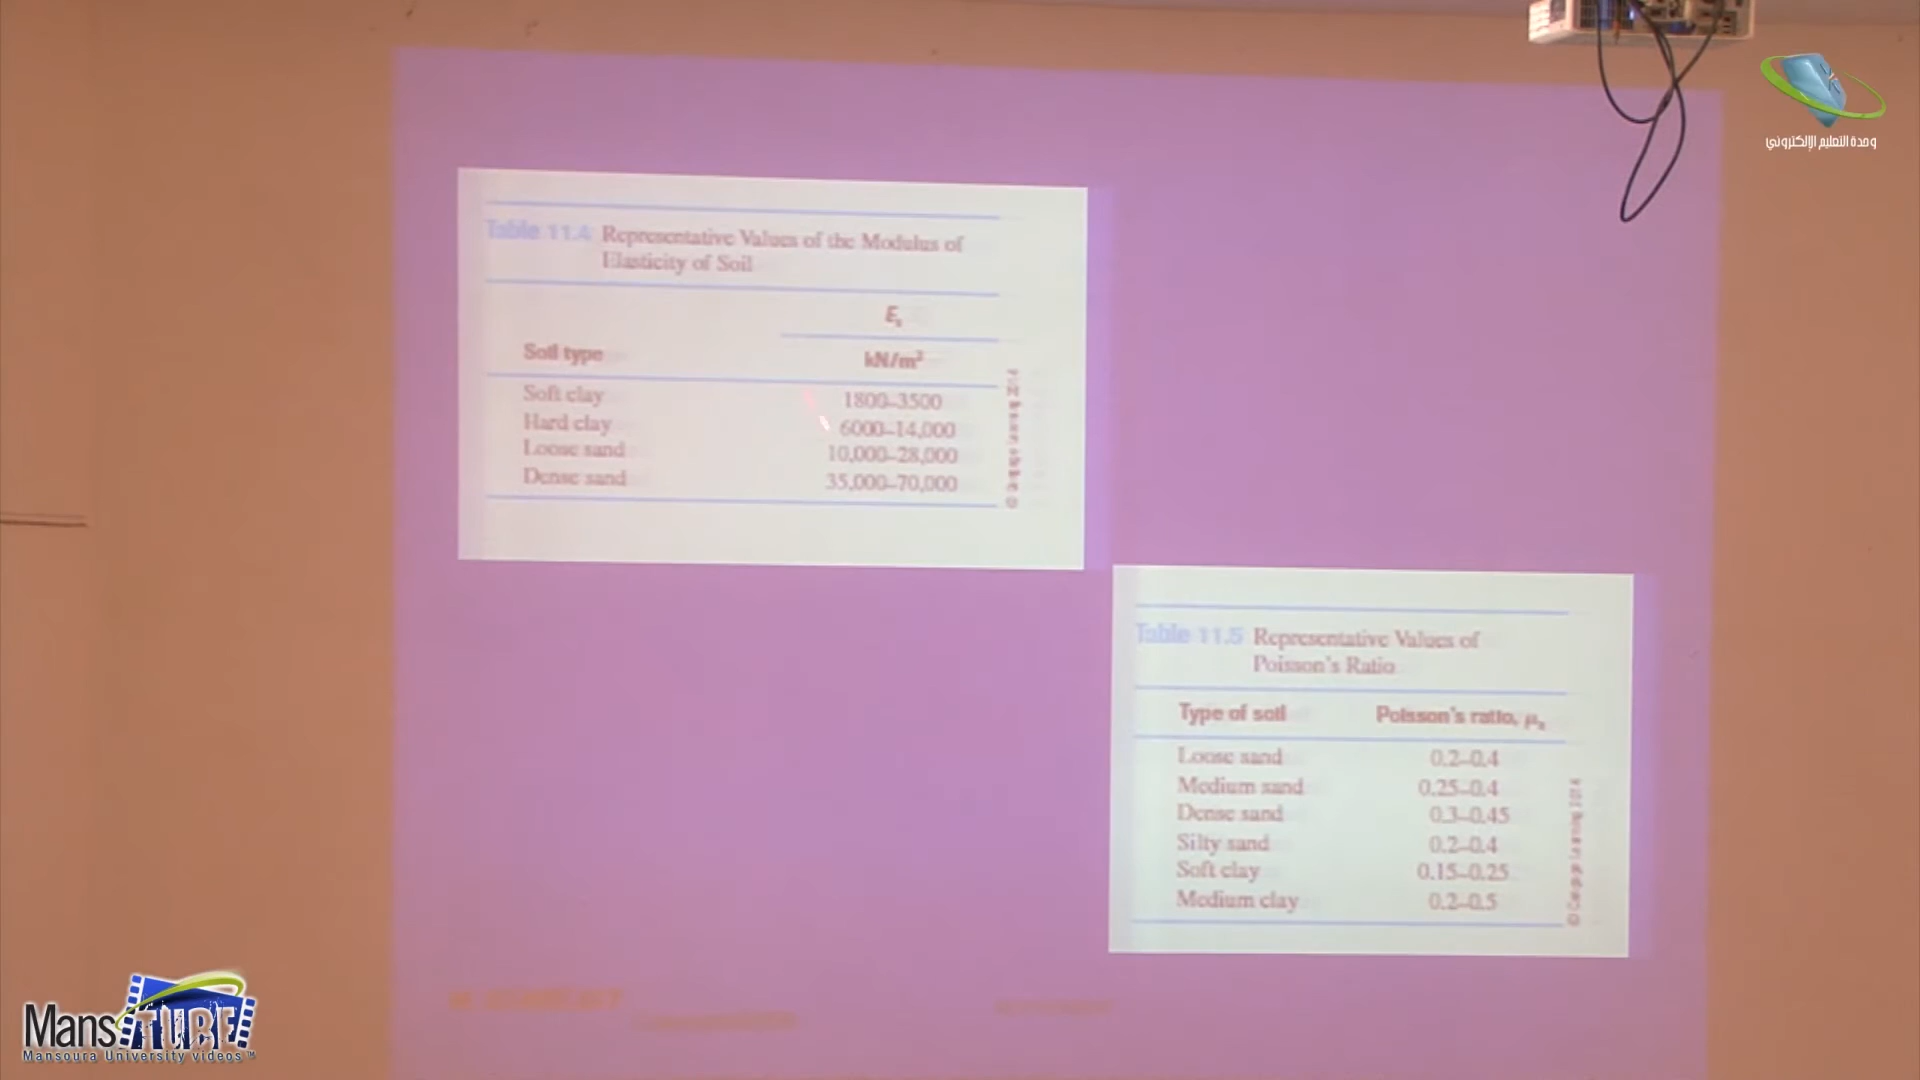 وحدة التعليم الإلكتروني
Table 11.4 Representative Values of the Modulus of
Elasticity of Soil
Es
Soil type kN/m²
Soft clay 1800–3500
Hard clay 6000–14,000
Loose sand 10,000–28,000
Dense sand 35,000–70,000
Table 11.5 Representative Values of
Poisson's Ratio
Type of soil Poisson's ratio, μs
Loose sand 0.2–0.4
Medium sand 0.25–0.4
Dense sand 0.3–0.45
Silty sand 0.2–0.4
Soft clay 0.15–0.25
Medium clay 0.2–0.5
© Cengage Learning 2014
MansTUBE
Mansoura University videos™